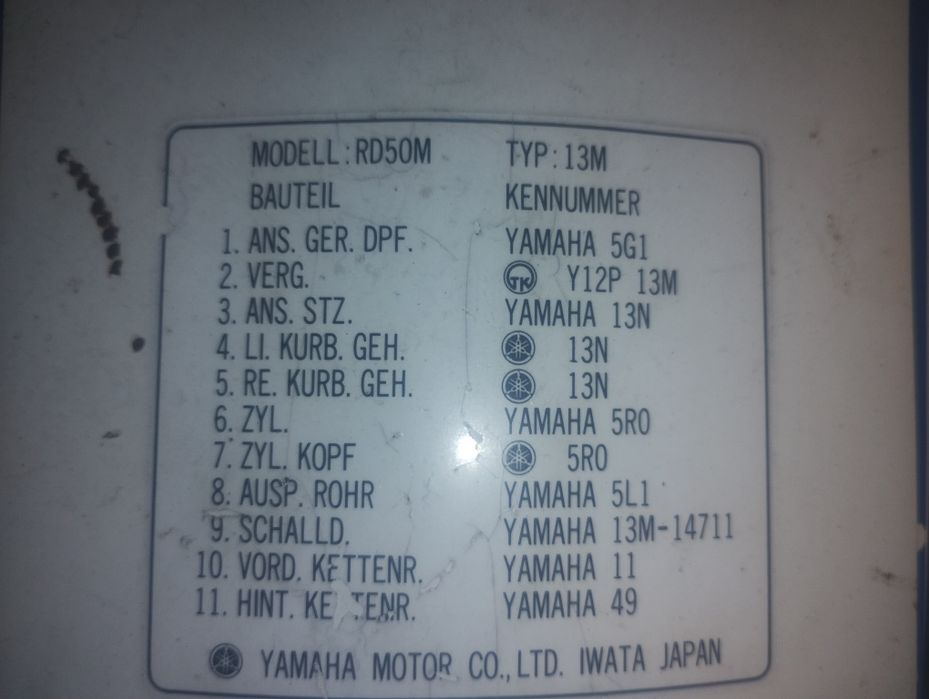 MODELL: RD50M TYP: 13M
BAUTEIL KENNUMMER
1. ANS. GER. DPF. YAMAHA 5G1
2. VERG. TK Y12P 13M
3. ANS. STZ. YAMAHA 13N
4. LI. KURB. GEH. 13N
5. RE. KURB. GEH. 13N
6. ZYL. YAMAHA 5R0
7. ZYL. KOPF 5R0
8. AUSP. ROHR YAMAHA 5L1
9. SCHALLD. YAMAHA 13M-14711
10. VORD. KETTENR. YAMAHA 11
11. HINT. KETTENR. YAMAHA 49
YAMAHA MOTOR CO., LTD. IWATA JAPAN